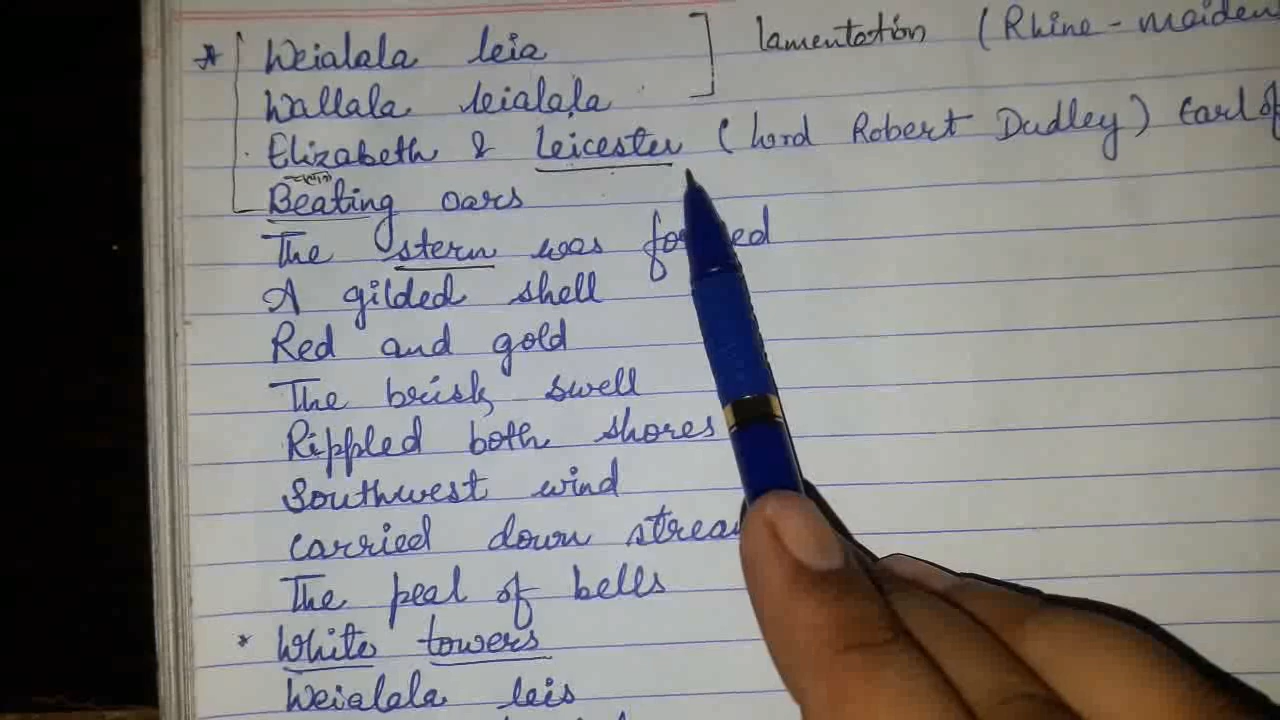 * Weialala leia ] lamentation (Rhine-maiden
Wallala leialala
Elizabeth & Leicester (Lord Robert Dudley) Earl of
Beating oars
The stern was
A gilded shell
Red and gold
The brisk swell
Rippled both shores
Southwest wind
carried down
The peal of bells
* White towers
Weialala leis